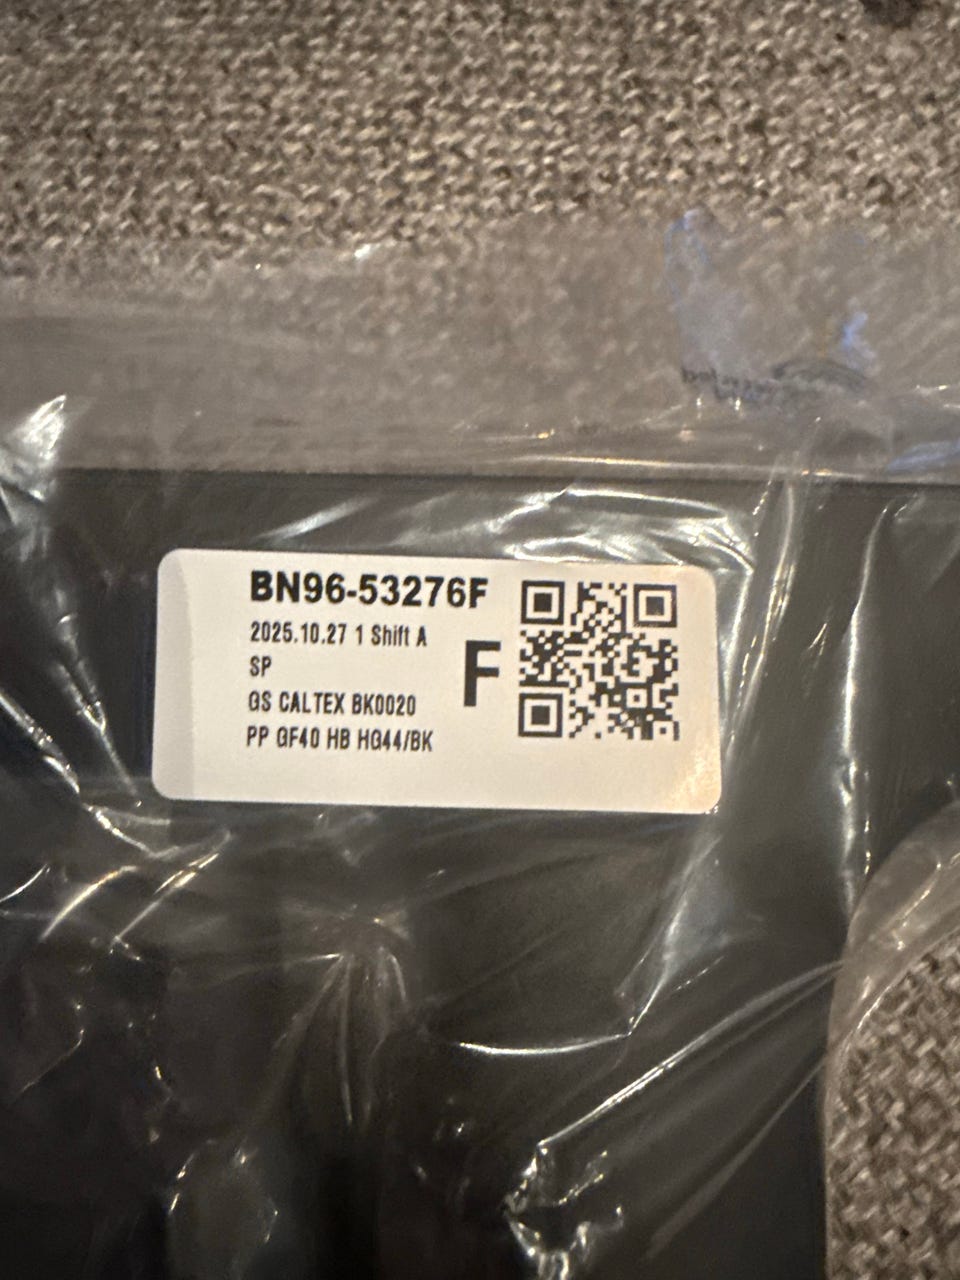 BN96-53276F
2025.10.27 1 Shift A
SP
F
GS CALTEX BK0020
PP GF40 HB HG44/BK